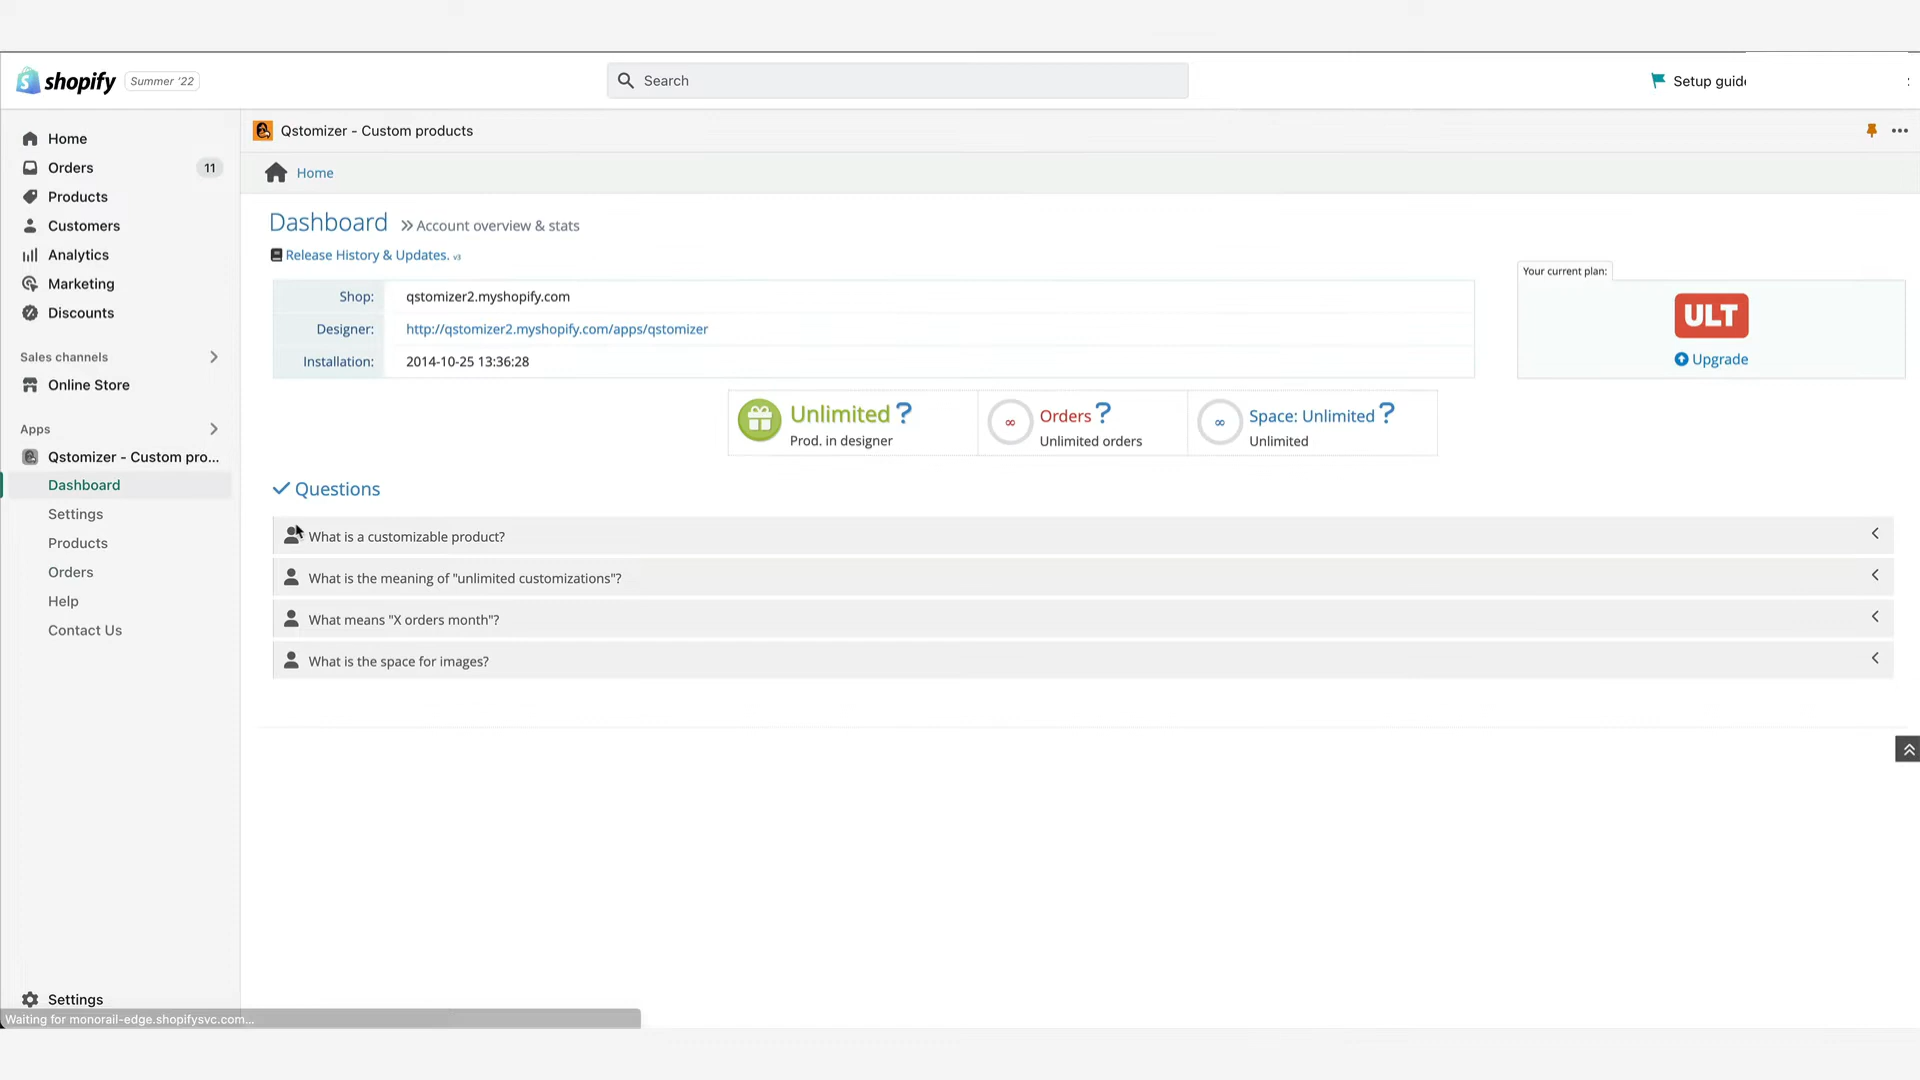 shopify Summer '22 Search Setup guide
Qstomizer - Custom products
Home
Home
Orders 11
Products
Customers
Analytics
Marketing
Discounts
Sales channels
Online Store
Apps
Qstomizer - Custom pro...
Dashboard
Settings
Products
Orders
Help
Contact Us
Settings
Waiting for monorail-edge.shopifysvc.com...
Dashboard Account overview & stats
Release History & Updates. v3
Shop: qstomizer2.myshopify.com
Designer: http://qstomizer2.myshopify.com/apps/qstomizer
Installation: 2014-10-25 13:36:28
Your current plan:
ULT
Upgrade
Unlimited ?
Prod. in designer
∞
Orders ?
Unlimited orders
∞
Space: Unlimited ?
Unlimited
Questions
What is a customizable product?
What is the meaning of "unlimited customizations"?
What means "X orders month"?
What is the space for images?